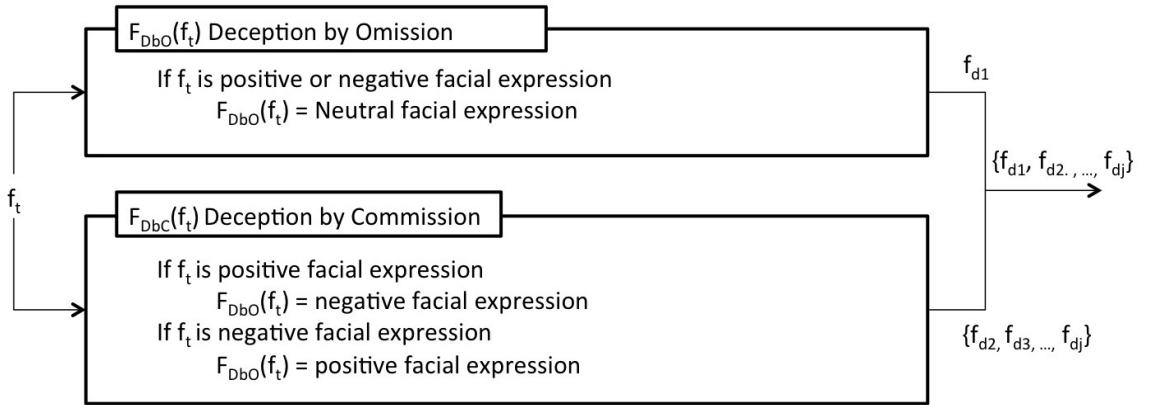 F_DbO(f_t) Deception by Omission
If f_t is positive or negative facial expression
F_DbO(f_t) = Neutral facial expression
f_d1
{f_d1, f_d2. , ..., f_dj}
f_t
F_DbC(f_t) Deception by Commission
If f_t is positive facial expression
F_DbO(f_t) = negative facial expression
If f_t is negative facial expression
F_DbO(f_t) = positive facial expression
{f_d2, f_d3, ..., f_dj}